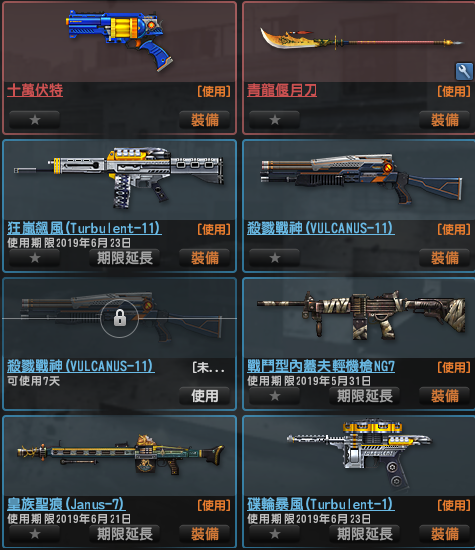 十萬伏特 [使用]
★ 裝備
青龍偃月刀 [使用]
★ 裝備
狂嵐飆風(Turbulent-11) [使用]
使用期限2019年6月23日
★ 期限延長 裝備
殺戮戰神(VULCANUS-11) [使用]
★ 裝備
殺戮戰神(VULCANUS-11) [未...
可使用7天
使用
戰鬥型內蓋夫輕機槍NG7 [使用]
使用期限2019年5月31日
★ 期限延長 裝備
皇族聖痕(Janus-7) [使用]
使用期限2019年6月21日
★ 期限延長 裝備
碟輪暴風(Turbulent-1) [使用]
使用期限2019年6月23日
★ 期限延長 裝備